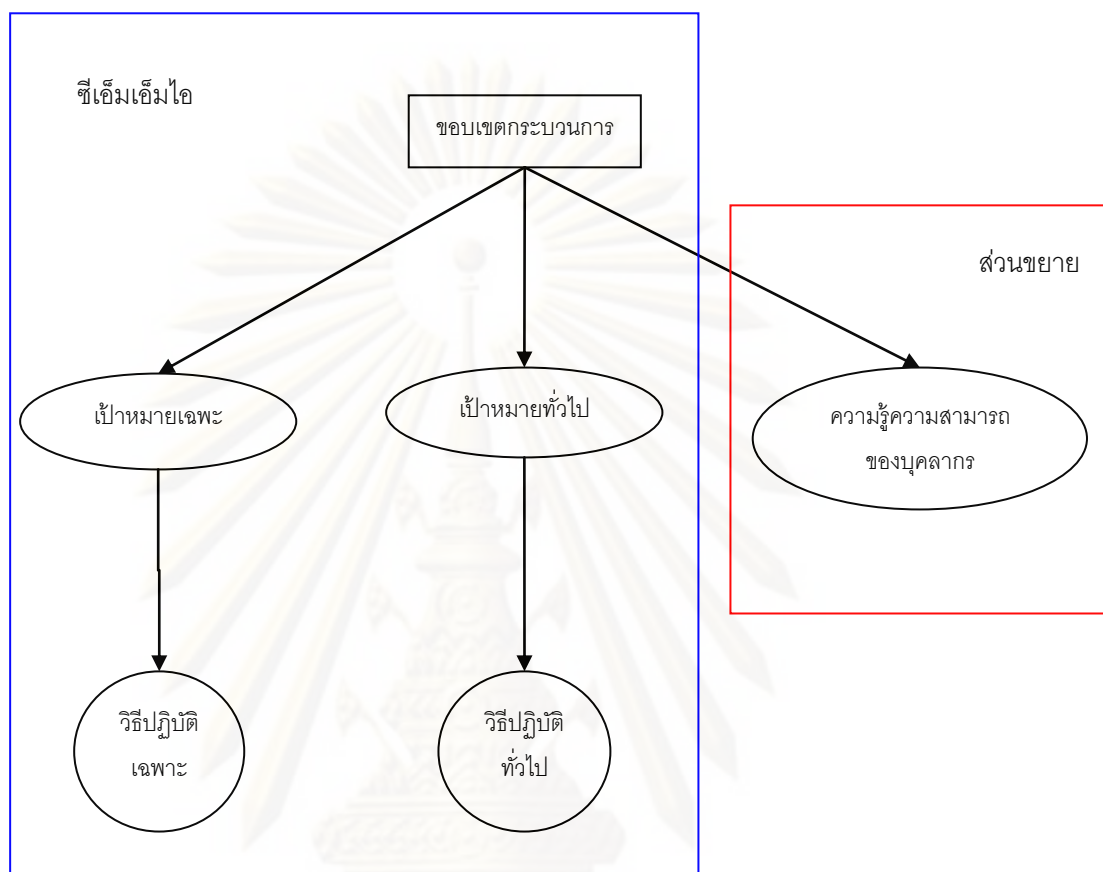 ซีเอ็มเอ็มไอ
ขอบเขตกระบวนการ
ส่วนขยาย
เป้าหมายเฉพะ
เป้าหมายทั่วไป
ความรู้ความสามารถ
ของบุคลากร
วิธีปฏิบัติ
เฉพาะ
วิธีปฏิบัติ
ทั่วไป